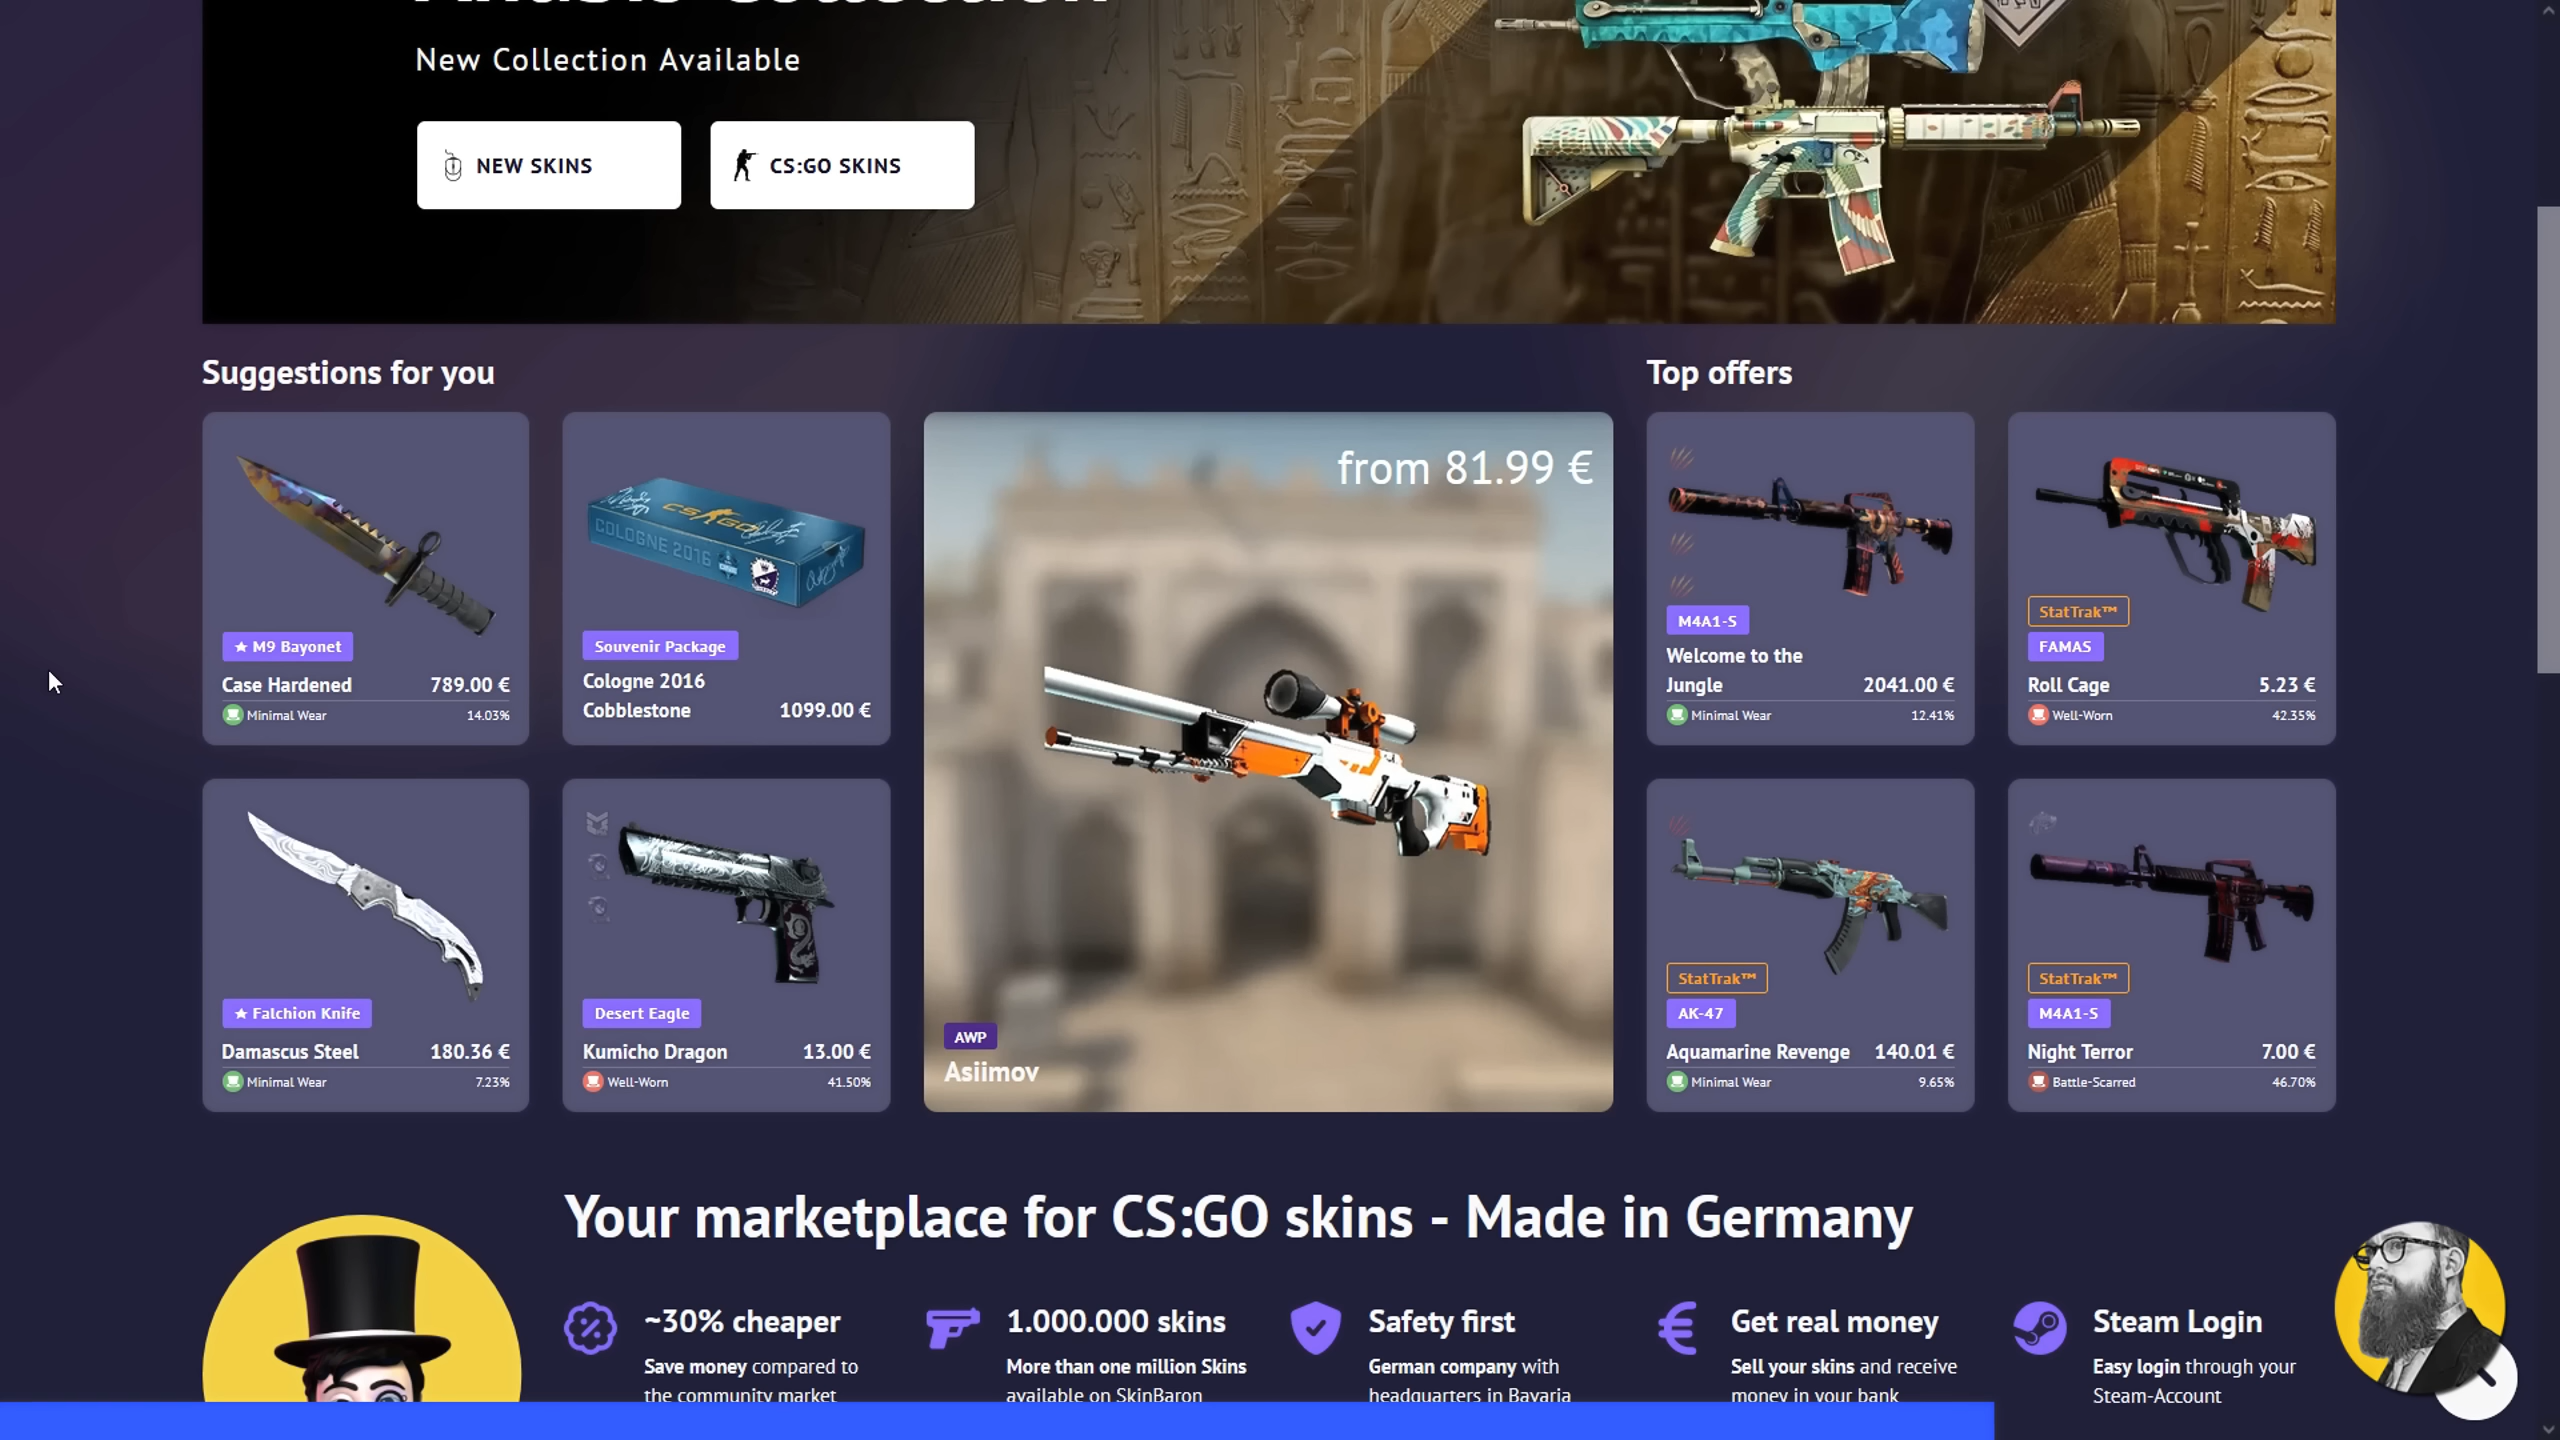 New Collection Available
NEW SKINS
CS:GO SKINS
Suggestions for you
Top offers
★ M9 Bayonet
Case Hardened 789.00 €
Minimal Wear 14.03%
CS GO
COLOGNE 2016
Souvenir Package
Cologne 2016
Cobblestone 1099.00 €
from 81.99 €
AWP
Asiimov
M4A1-S
Welcome to the
Jungle 2041.00 €
Minimal Wear 12.41%
StatTrak™
FAMAS
Roll Cage 5.23 €
Well-Worn 42.35%
★ Falchion Knife
Damascus Steel 180.36 €
Minimal Wear 7.23%
Desert Eagle
Kumicho Dragon 13.00 €
Well-Worn 41.50%
StatTrak™
AK-47
Aquamarine Revenge 140.01 €
Minimal Wear 9.65%
StatTrak™
M4A1-S
Night Terror 7.00 €
Battle-Scarred 46.70%
Your marketplace for CS:GO skins - Made in Germany
~30% cheaper
Save money compared to
the community market
1.000.000 skins
More than one million Skins
available on SkinBaron
Safety first
German company with
headquarters in Bavaria
Get real money
Sell your skins and receive
money in your bank
Steam Login
Easy login through your
Steam-Account